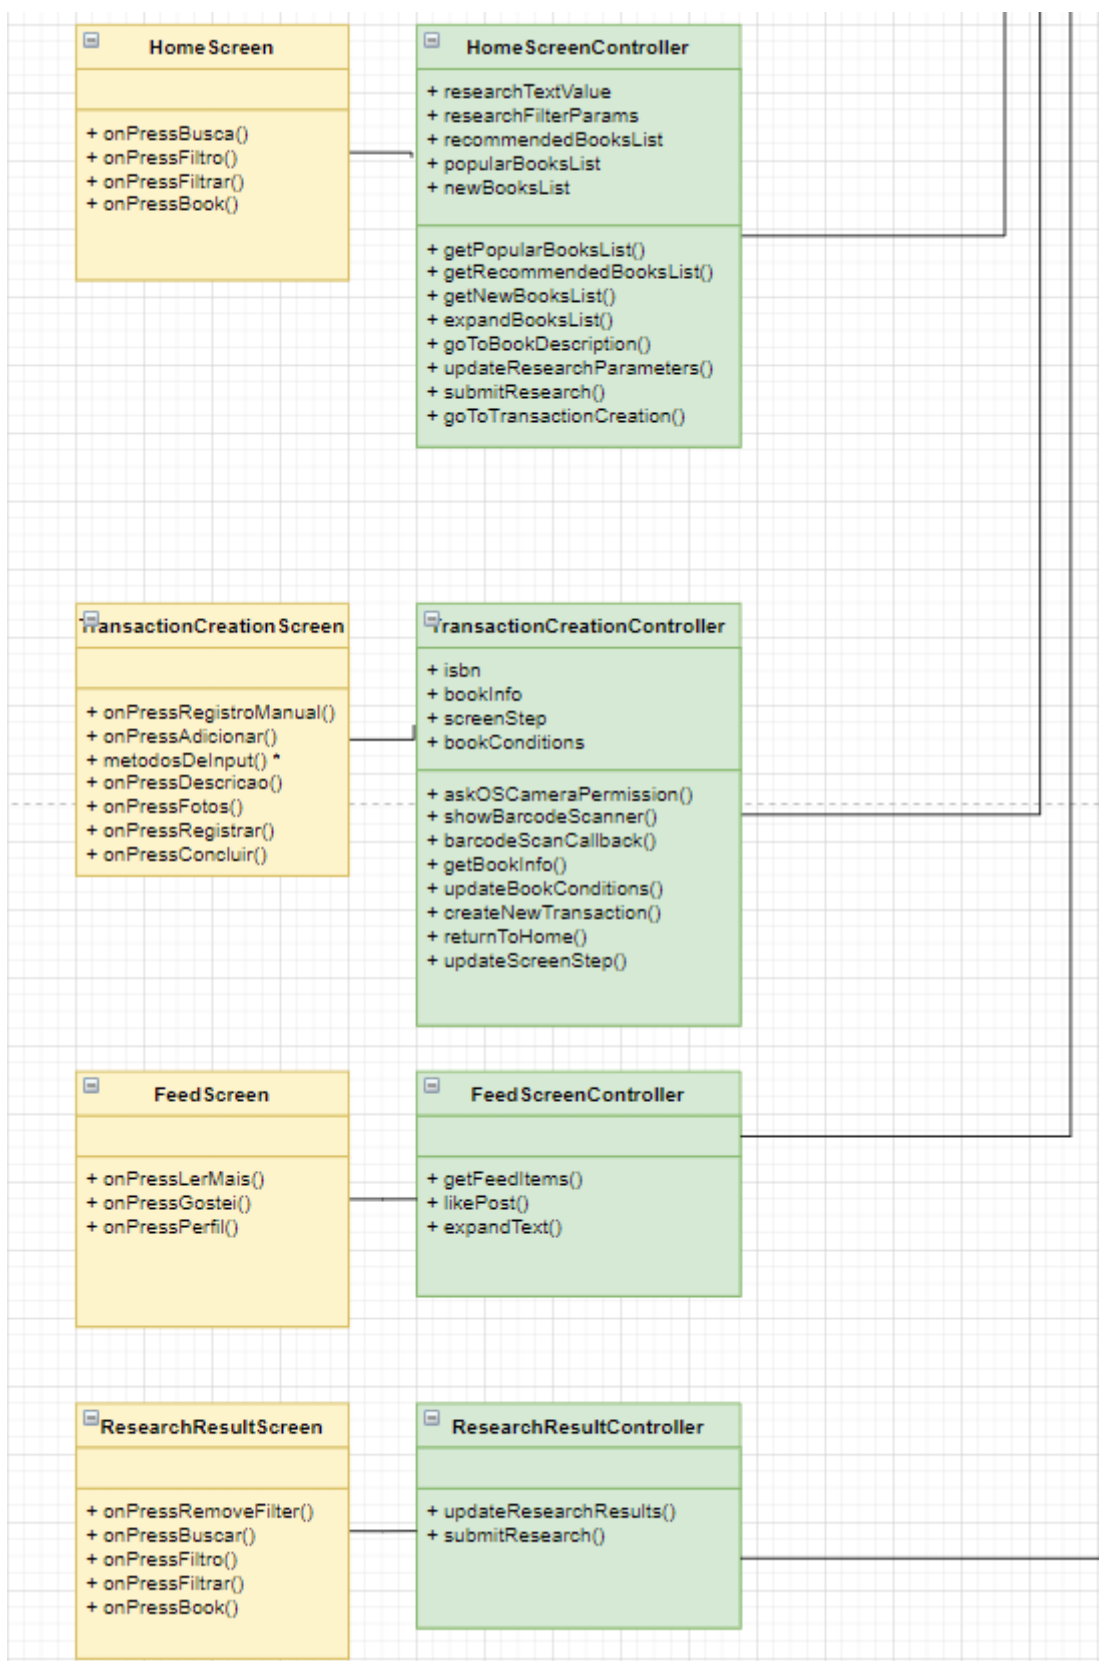 HomeScreen
+ onPressBusca()
+ onPressFiltro()
+ onPressFiltrar()
+ onPressBook()
HomeScreenController
+ researchTextValue
+ researchFilterParams
+ recommendedBooksList
+ popularBooksList
+ newBooksList
+ getPopularBooksList()
+ getRecommendedBooksList()
+ getNewBooksList()
+ expandBooksList()
+ goToBookDescription()
+ updateResearchParameters()
+ submitResearch()
+ goToTransactionCreation()
TransactionCreationScreen
+ onPressRegistroManual()
+ onPressAdicionar()
+ metodosDeInput() *
+ onPressDescricao()
+ onPressFotos()
+ onPressRegistrar()
+ onPressConcluir()
TransactionCreationController
+ isbn
+ bookInfo
+ screenStep
+ bookConditions
+ askOSCameraPermission()
+ showBarcodeScanner()
+ barcodeScanCallback()
+ getBookInfo()
+ updateBookConditions()
+ createNewTransaction()
+ returnToHome()
+ updateScreenStep()
FeedScreen
+ onPressLerMais()
+ onPressGostei()
+ onPressPerfil()
FeedScreenController
+ getFeedItems()
+ likePost()
+ expandText()
ResearchResultScreen
+ onPressRemoveFilter()
+ onPressBuscar()
+ onPressFiltro()
+ onPressFiltrar()
+ onPressBook()
ResearchResultController
+ updateResearchResults()
+ submitResearch()